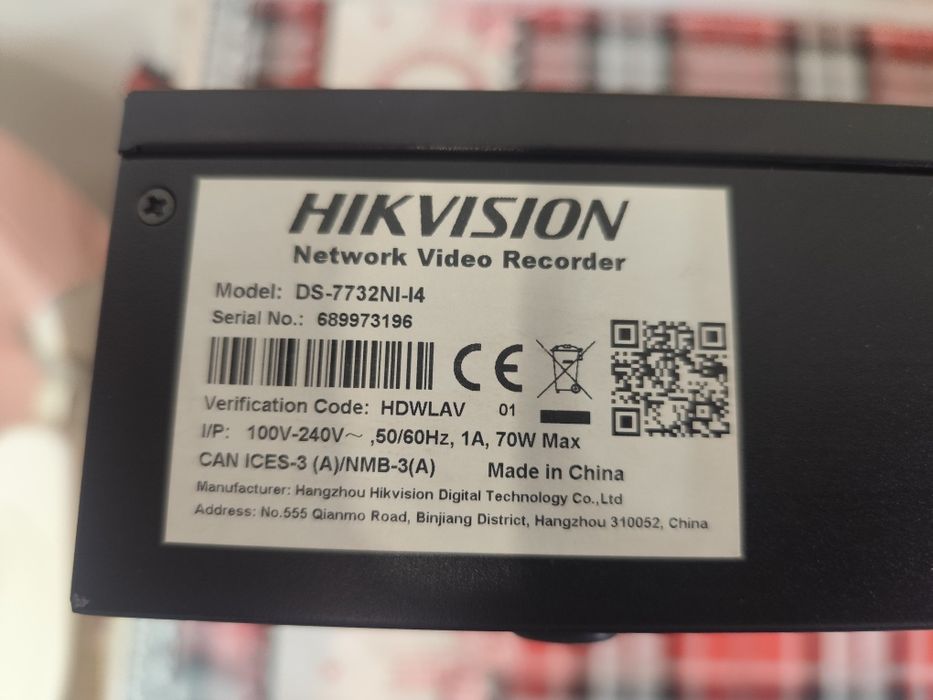 HIKVISION
Network Video Recorder
Model: DS-7732NI-I4
Serial No.: 689973196
CE
Verification Code: HDWLAV 01
I/P: 100V-240V～ ,50/60Hz, 1A, 70W Max
CAN ICES-3 (A)/NMB-3(A) Made in China
Manufacturer: Hangzhou Hikvision Digital Technology Co.,Ltd
Address: No.555 Qianmo Road, Binjiang District, Hangzhou 310052, China